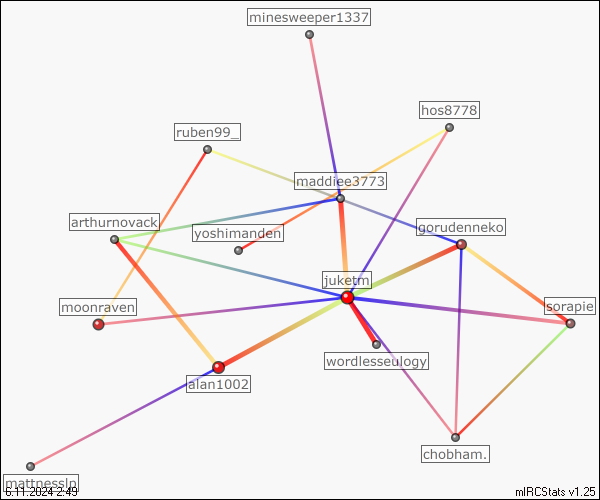 minesweeper1337
hos8778
ruben99_
maddiee3773
arthurnovack
yoshimanden
gorudenneko
juketm
moonraven
sorapie
wordlesseulogy
alan1002
chobham.
mattnesslp
6.11.2024 2:49
mIRCStats v1.25